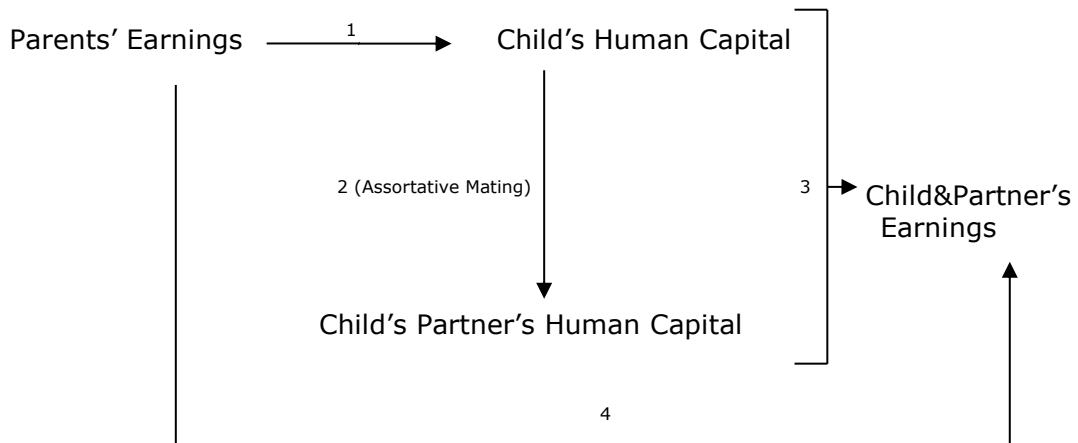 1
Parents’ Earnings
Child’s Human Capital
2 (Assortative Mating)
3
Child&Partner’s
Earnings
Child’s Partner’s Human Capital
4